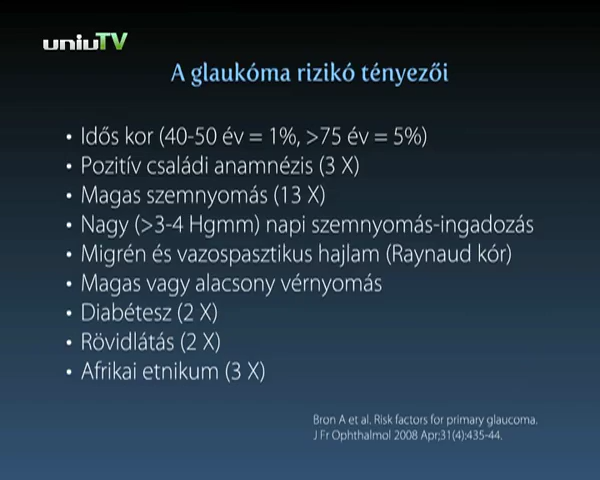 uniuTV
A glaukóma rizikó tényezői
• Idős kor (40-50 év = 1%, >75 év = 5%)
• Pozitív családi anamnézis (3 X)
• Magas szemnyomás (13 X)
• Nagy (>3-4 Hgmm) napi szemnyomás-ingadozás
• Migrén és vazospasztikus hajlam (Raynaud kór)
• Magas vagy alacsony vérnyomás
• Diabétesz (2 X)
• Rövidlátás (2 X)
• Afrikai etnikum (3 X)
Bron A et al. Risk factors for primary glaucoma.
J Fr Ophthalmol 2008 Apr;31(4):435-44.